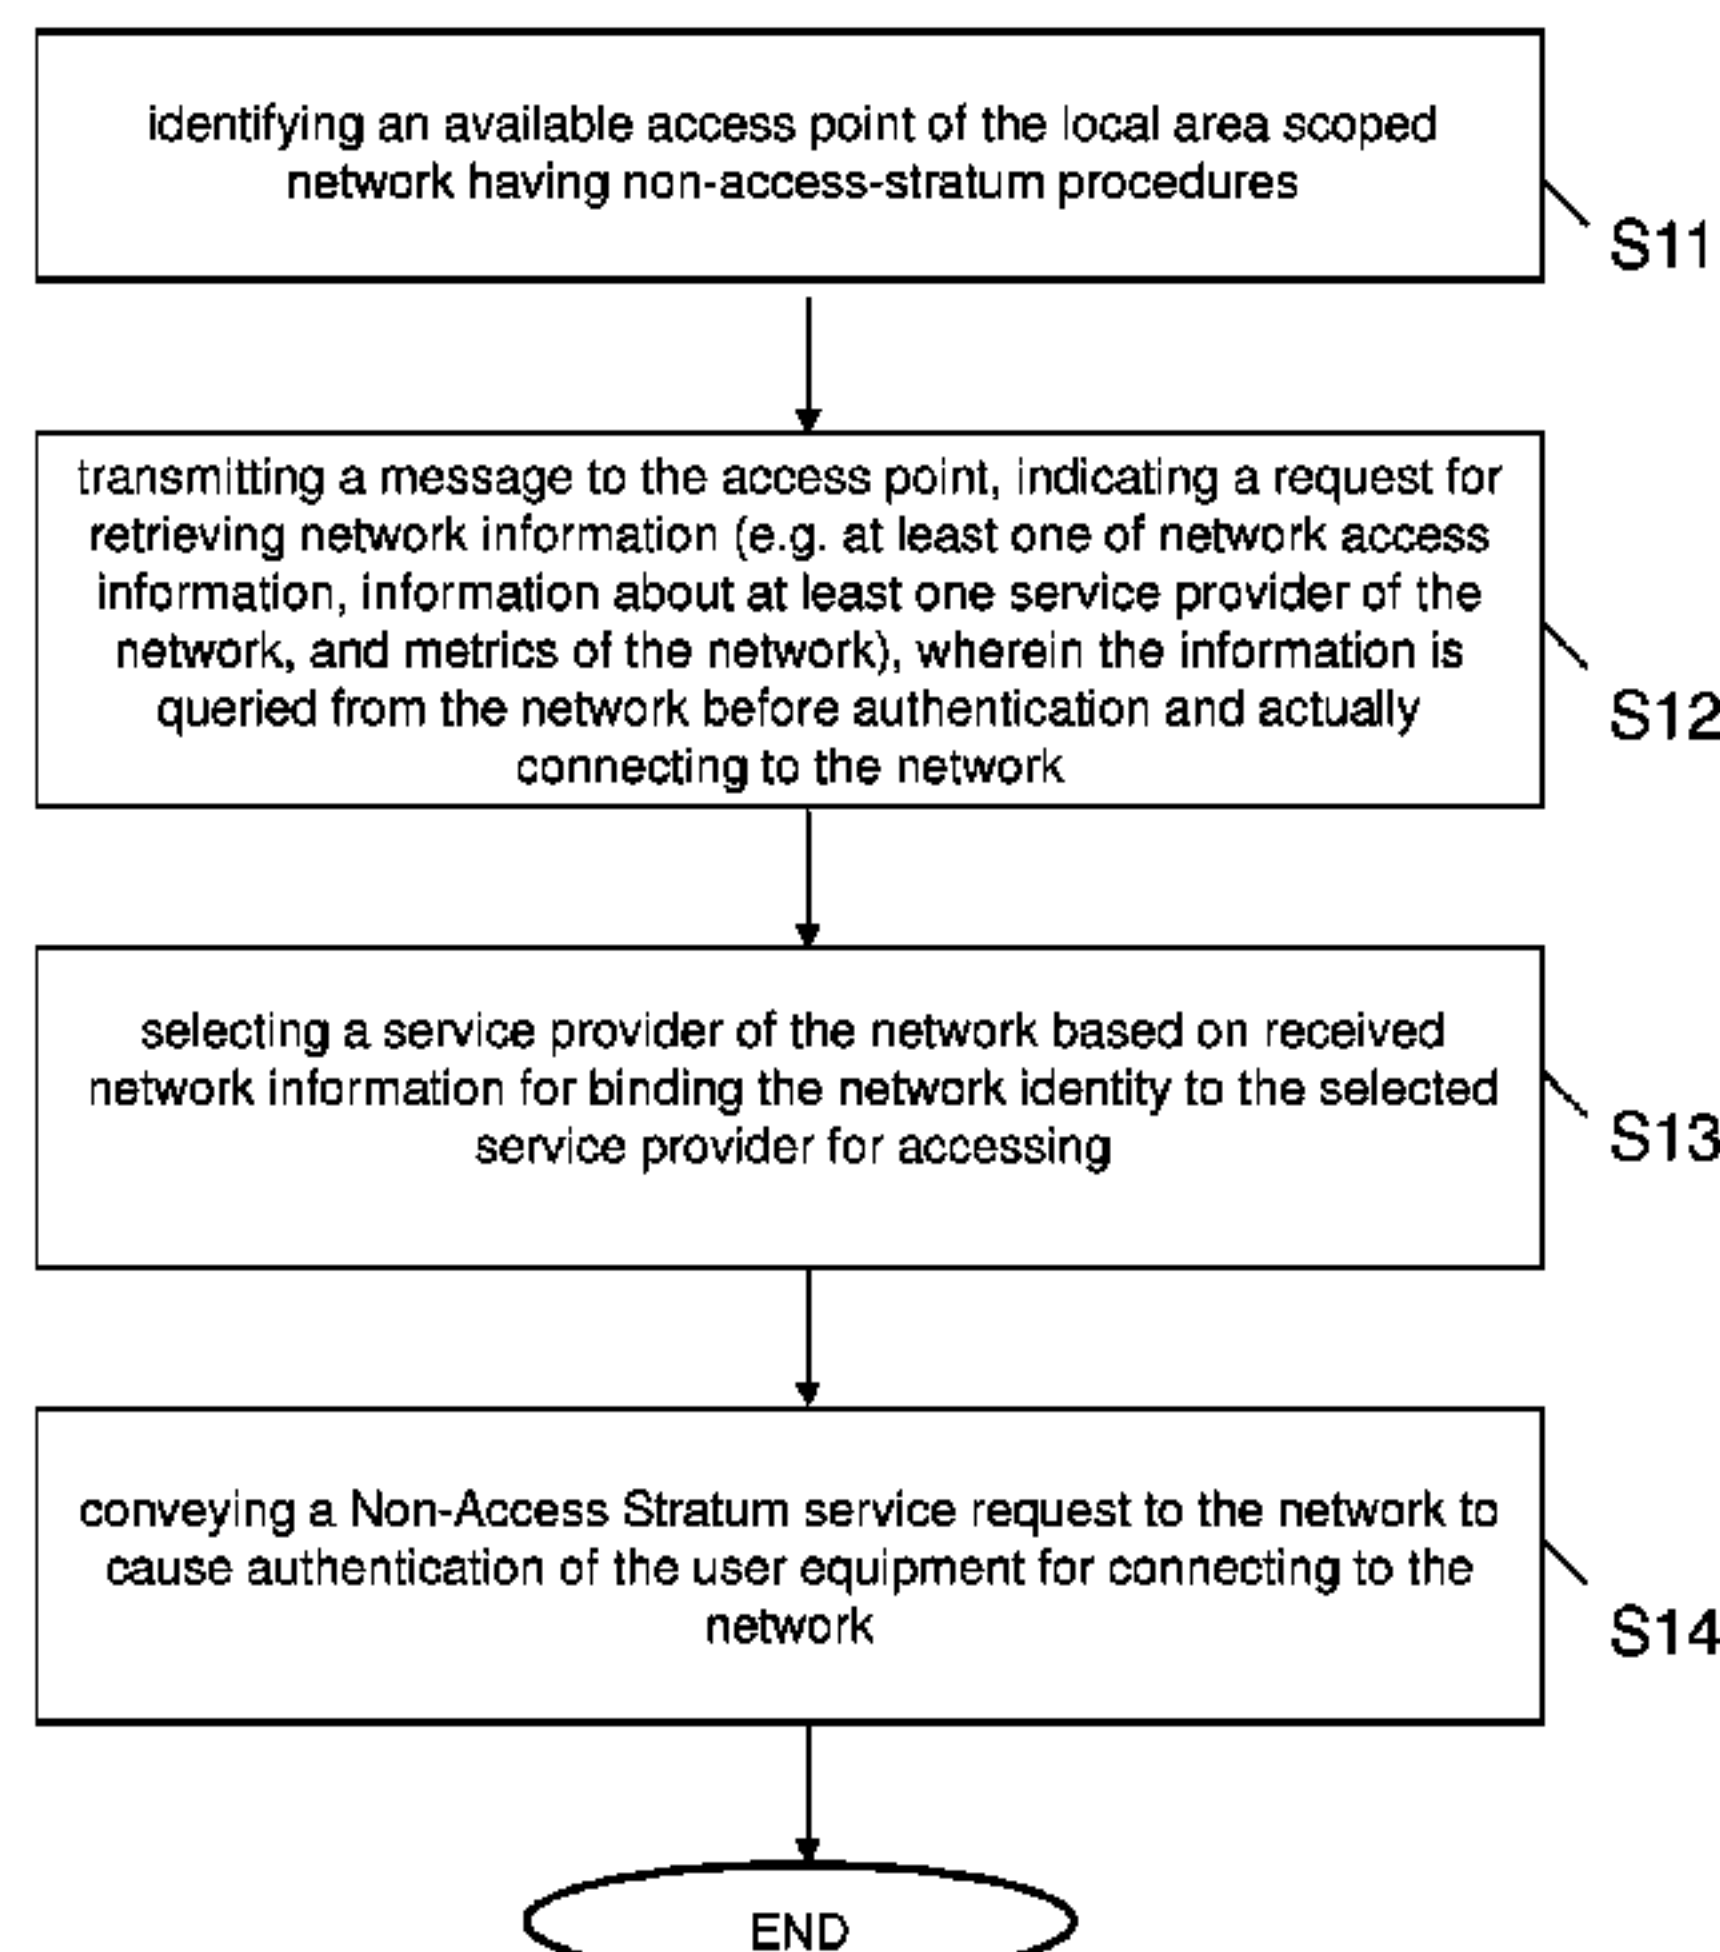 identifying an available access point of the local area scoped
network having non-access-stratum procedures
S11
transmitting a message to the access point, indicating a request for
retrieving network information (e.g. at least one of network access
information, information about at least one service provider of the
network, and metrics of the network), wherein the information is
queried from the network before authentication and actually
connecting to the network
S12
selecting a service provider of the network based on received
network information for binding the network identity to the selected
service provider for accessing
S13
conveying a Non-Access Stratum service request to the network to
cause authentication of the user equipment for connecting to the
network
S14
END